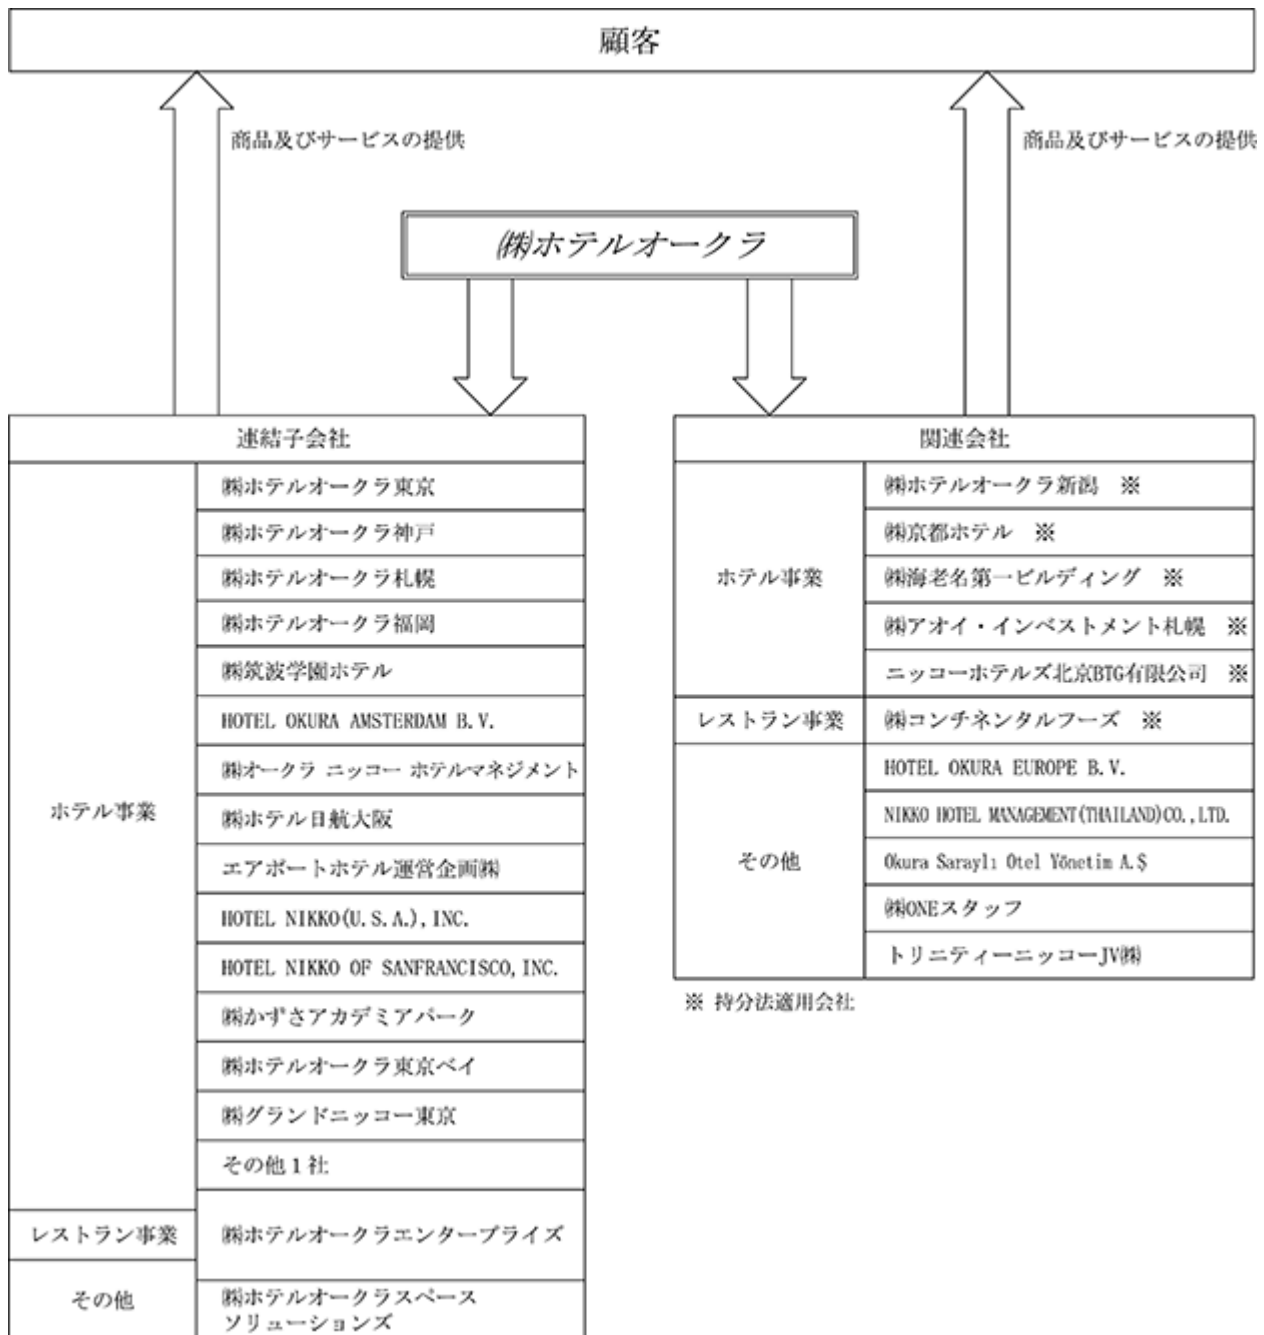 顧客
商品及びサービスの提供
商品及びサービスの提供
㈱ホテルオークラ
連結子会社
ホテル事業
㈱ホテルオークラ東京
㈱ホテルオークラ神戸
㈱ホテルオークラ札幌
㈱ホテルオークラ福岡
㈱筑波学園ホテル
HOTEL OKURA AMSTERDAM B.V.
㈱オークラ ニッコー ホテルマネジメント
㈱ホテル日航大阪
エアポートホテル運営企画㈱
HOTEL NIKKO(U.S.A.),INC.
HOTEL NIKKO OF SANFRANCISCO,INC.
㈱かずさアカデミアパーク
㈱ホテルオークラ東京ベイ
㈱グランドニッコー東京
その他1社
レストラン事業
㈱ホテルオークラエンタープライズ
その他
㈱ホテルオークラスペース
ソリューションズ
関連会社
ホテル事業
㈱ホテルオークラ新潟 ※
㈱京都ホテル ※
㈱海老名第一ビルディング ※
㈱アオイ・インベストメント札幌 ※
ニッコーホテルズ北京BTG有限公司 ※
レストラン事業
㈱コンチネンタルフーズ ※
その他
HOTEL OKURA EUROPE B.V.
NIKKO HOTEL MANAGEMENT(THAILAND)CO.,LTD.
Okura Saraylı Otel Yönetim A.Ş
㈱ONEスタッフ
トリニティーニッコーJV㈱
※ 持分法適用会社